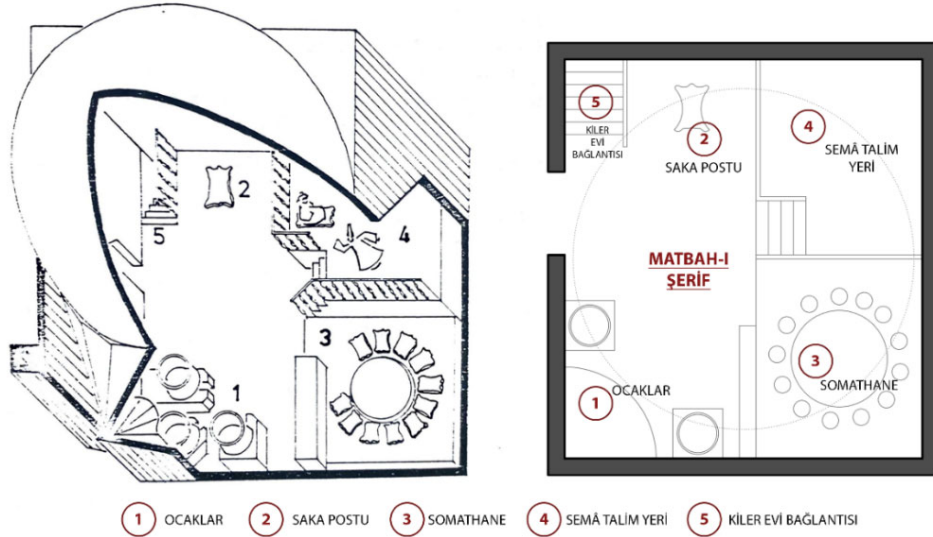 2
5
4
3
1
5
KİLER
EVİ
BAĞLANTISI
2
SAKA POSTU
4
SEMÂ TALİM
YERİ
MATBAH-I
ŞERİF
3
SOMATHANE
1
OCAKLAR
1 OCAKLAR 2 SAKA POSTU 3 SOMATHANE 4 SEMÂ TALİM YERİ 5 KİLER EVİ BAĞLANTISI